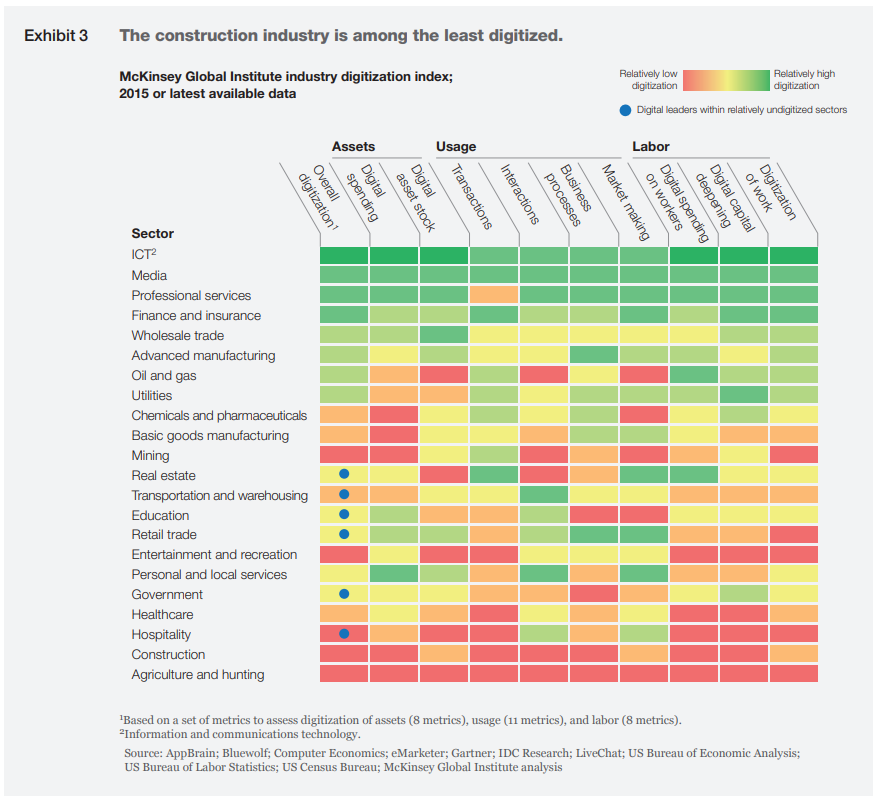 Exhibit 3
The construction industry is among the least digitized.
McKinsey Global Institute industry digitization index;
2015 or latest available data
Relatively low
digitization
Relatively high
digitization
Digital leaders within relatively undigitized sectors
Assets
Usage
Labor
Overall
digitization¹
Digital
spending
Digital
asset stock
Transactions
Interactions
Business
processes
Market making
Digital spending
on workers
Digital capital
deepening
Digitization
of work
Sector
ICT²
Media
Professional services
Finance and insurance
Wholesale trade
Advanced manufacturing
Oil and gas
Utilities
Chemicals and pharmaceuticals
Basic goods manufacturing
Mining
Real estate
Transportation and warehousing
Education
Retail trade
Entertainment and recreation
Personal and local services
Government
Healthcare
Hospitality
Construction
Agriculture and hunting
¹Based on a set of metrics to assess digitization of assets (8 metrics), usage (11 metrics), and labor (8 metrics).
²Information and communications technology.
Source: AppBrain; Bluewolf; Computer Economics; eMarketer; Gartner; IDC Research; LiveChat; US Bureau of Economic Analysis;
US Bureau of Labor Statistics; US Census Bureau; McKinsey Global Institute analysis